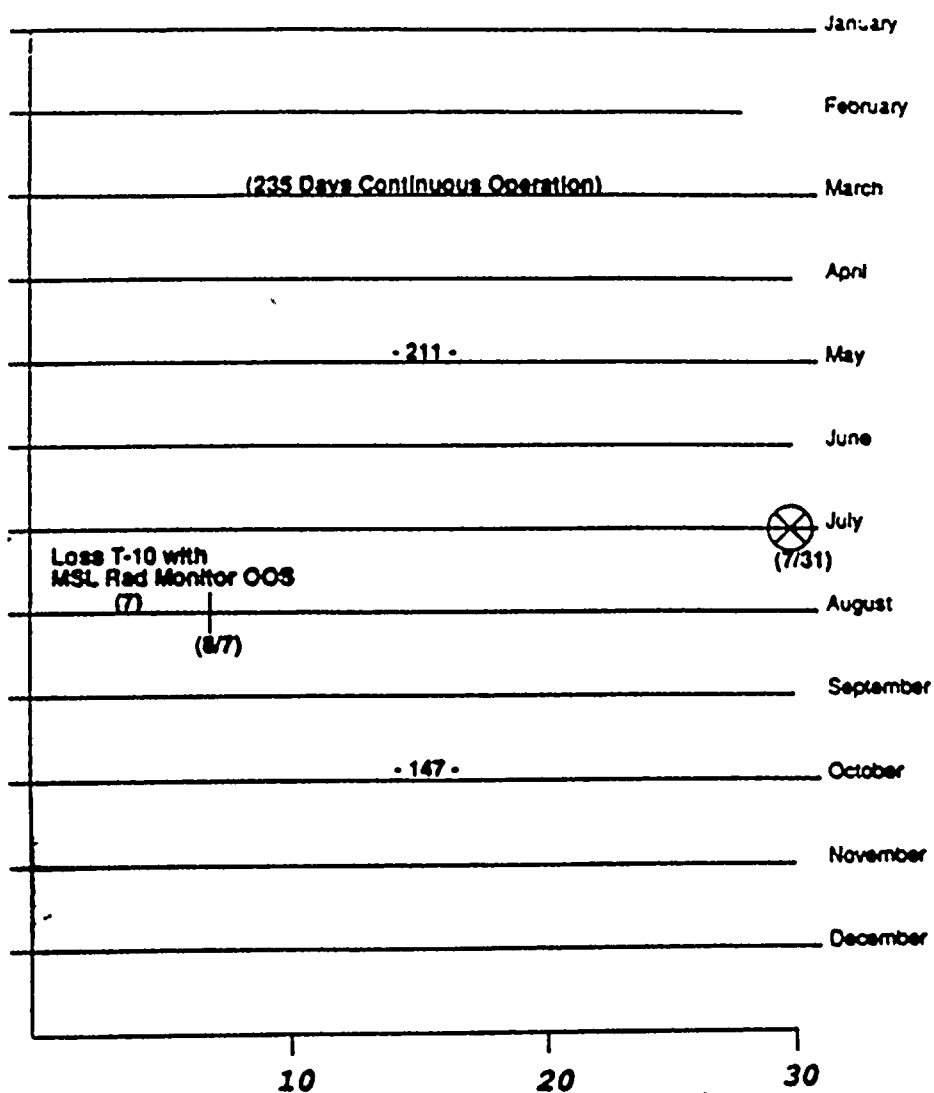 January
February
(235 Days Continuous Operation)
March
April
- 211 -
May
June
July
(7/31)
Loss T-10 with
MSL Rad Monitor OOS
(7)
August
(8/7)
September
- 147 -
October
November
December
10
20
30